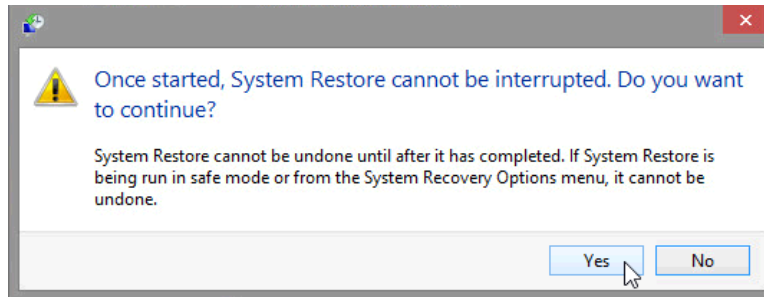 Once started, System Restore cannot be interrupted. Do you want
to continue?
System Restore cannot be undone until after it has completed. If System Restore is
being run in safe mode or from the System Recovery Options menu, it cannot be
undone.
Yes
No